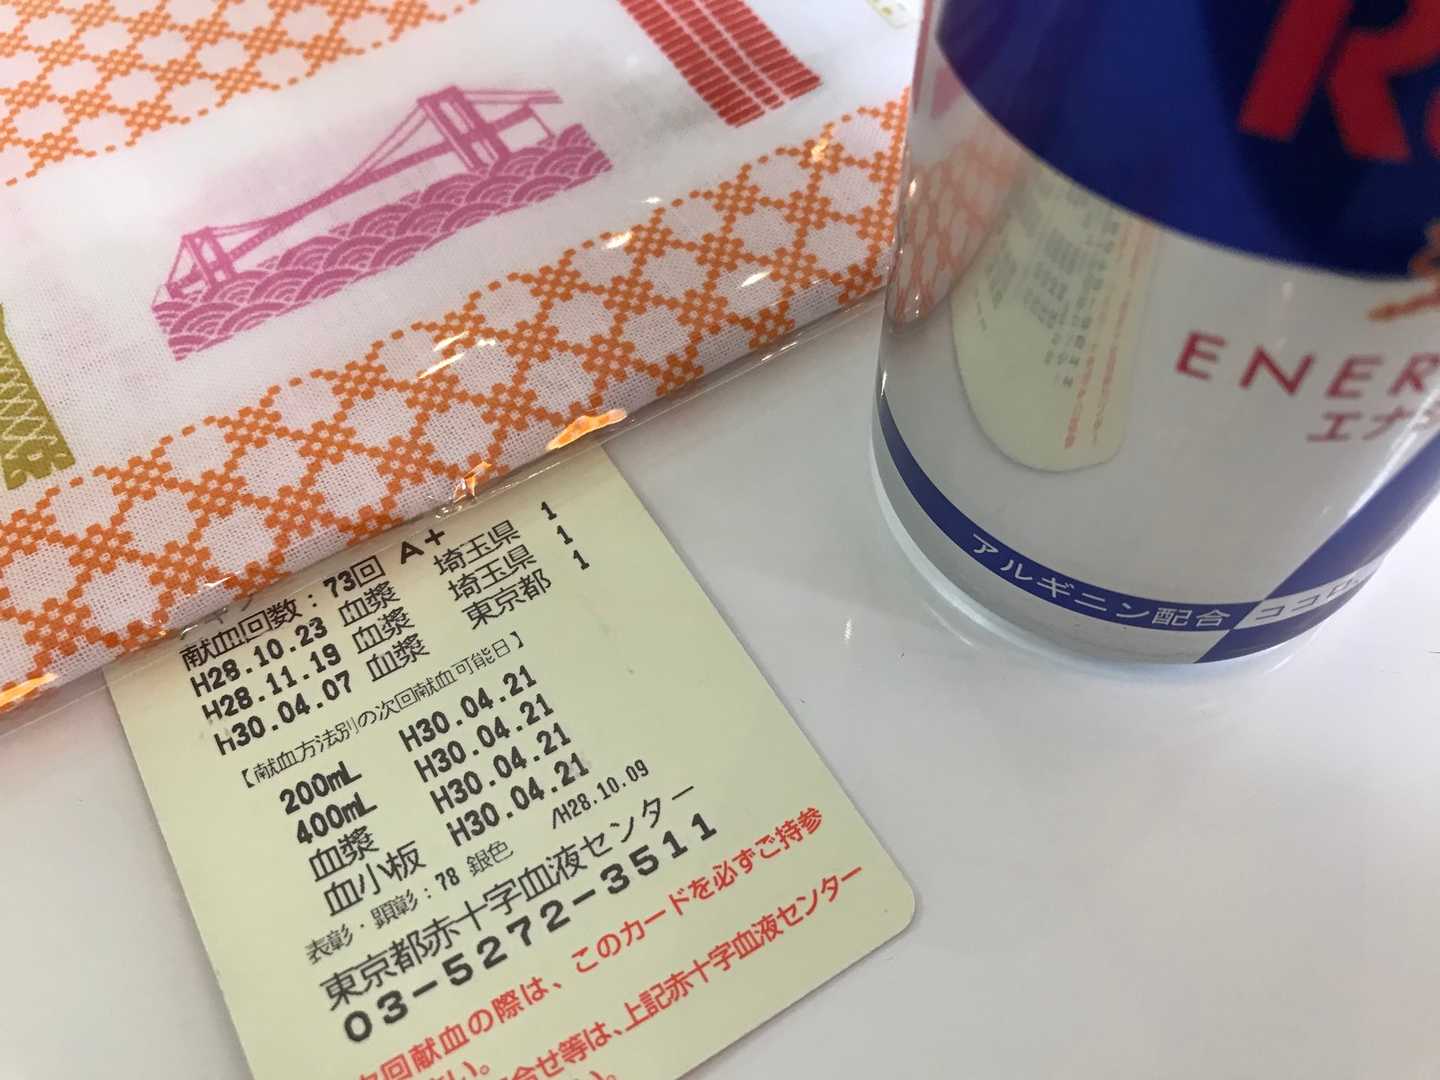 献血回数：73回 A+
H28.10.23 血漿 埼玉県 1
H28.11.19 血漿 埼玉県 1
H30.04.07 血漿 東京都 1
【献血方法別の次回献血可能日】
200mL H30.04.21
400mL H30.04.21
血漿 H30.04.21
血小板 H30.04.21
表彰・顕彰：78 銀色 /H28.10.09
東京都赤十字血液センター
03-5272-3511
次回献血の際は、このカードを必ずご持参
さい。
合せ等は、上記赤十字血液センター
ENER
エナ
アルギニン配合